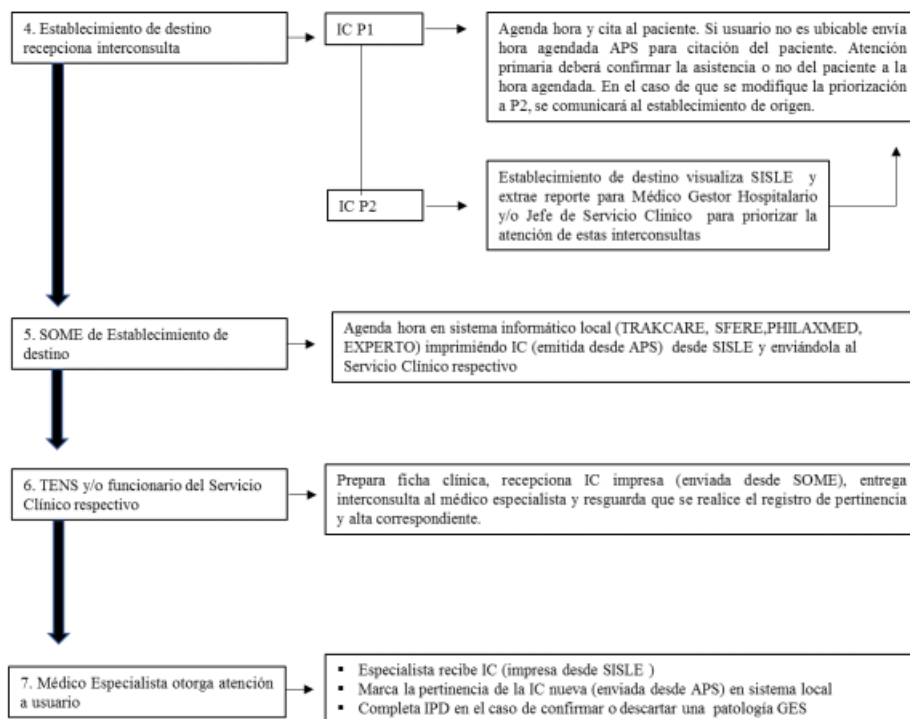 4. Establecimiento de destino
recepciona interconsulta
IC P1
Agenda hora y cita al paciente. Si usuario no es ubicable envía
hora agendada APS para citación del paciente. Atención
primaria deberá confirmar la asistencia o no del paciente a la
hora agendada. En el caso de que se modifique la priorización
a P2, se comunicará al establecimiento de origen.
IC P2
Establecimiento de destino visualiza SISLE y
extrae reporte para Médico Gestor Hospitalario
y/o Jefe de Servicio Clinico para priorizar la
atención de estas interconsultas
5. SOME de Establecimiento de
destino
Agenda hora en sistema informático local (TRAKCARE, SFERE,PHILAXMED,
EXPERTO) imprimiéndo IC (emitida desde APS) desde SISLE y enviándola al
Servicio Clínico respectivo
6. TENS y/o funcionario del Servicio
Clínico respectivo
Prepara ficha clínica, recepciona IC impresa (enviada desde SOME), entrega
interconsulta al médico especialista y resguarda que se realice el registro de pertinencia
y alta correspondiente.
7. Médico Especialista otorga atención
a usuario
▪ Especialista recibe IC (impresa desde SISLE )
▪ Marca la pertinencia de la IC nueva (enviada desde APS) en sistema local
▪ Completa IPD en el caso de confirmar o descartar una patología GES